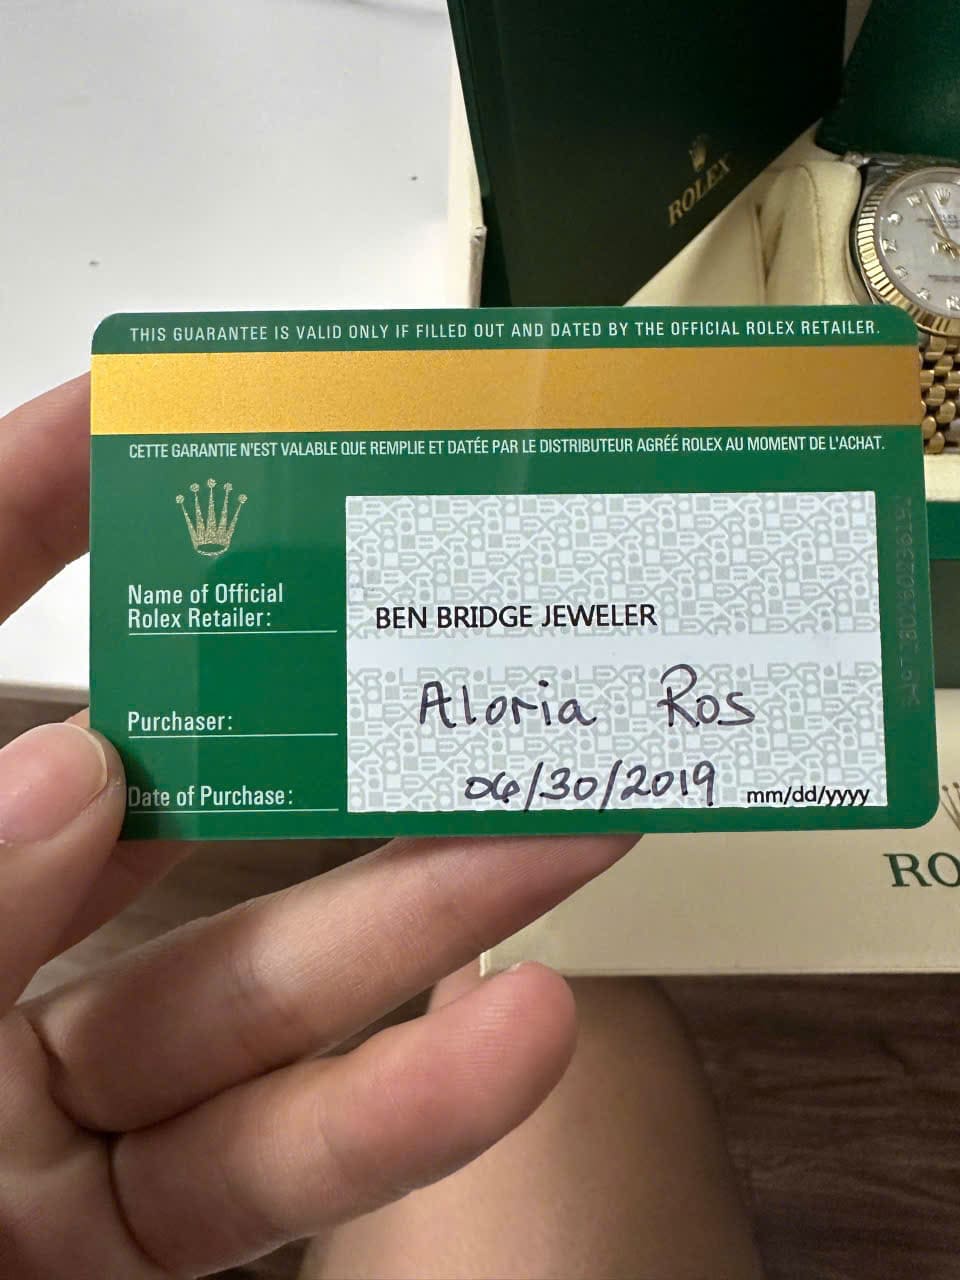 ROLEX
THIS GUARANTEE IS VALID ONLY IF FILLED OUT AND DATED BY THE OFFICIAL ROLEX RETAILER.
CETTE GARANTIE N'EST VALABLE QUE REMPLIE ET DATÉE PAR LE DISTRIBUTEUR AGRÉÉ ROLEX AU MOMENT DE L'ACHAT.
Name of Official
Rolex Retailer:
BEN BRIDGE JEWELER
Purchaser:
Aloria Ros
Date of Purchase:
06/30/2019 mm/dd/yyyy
RO